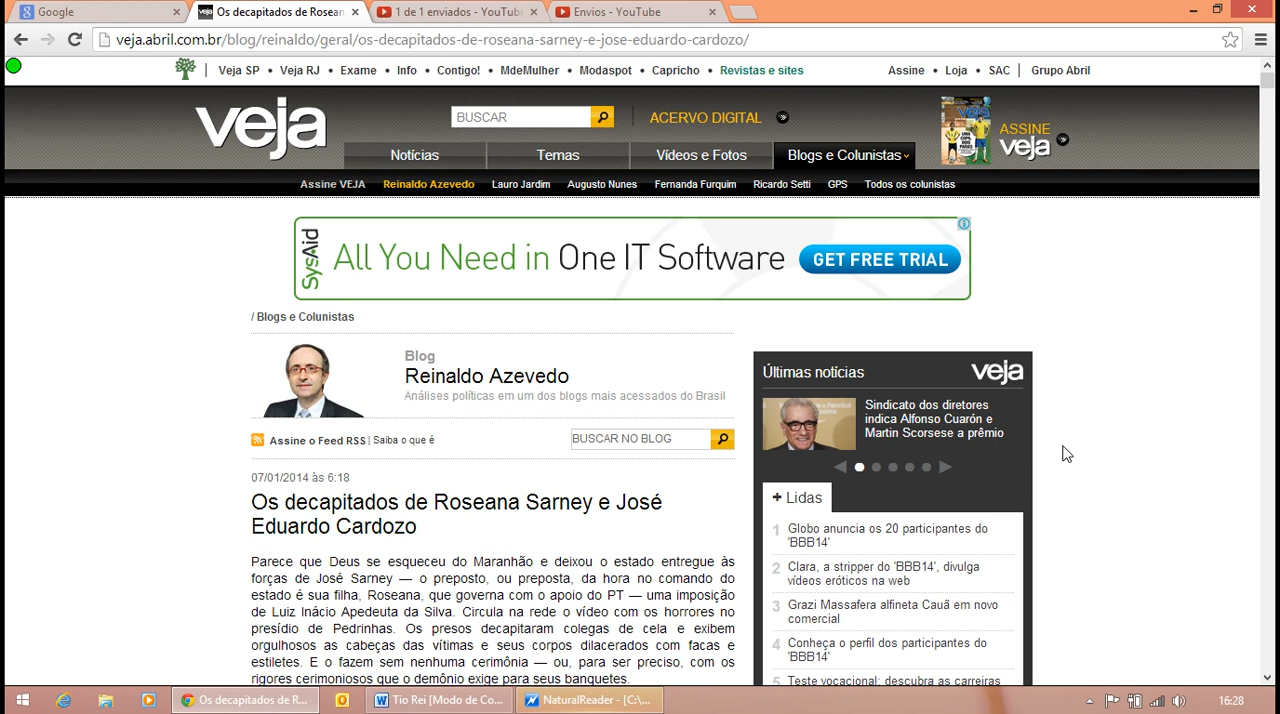 Google
Os decapitados de Rosean
1 de 1 enviados - YouTub
Envios - YouTube
veja.abril.com.br/blog/reinaldo/geral/os-decapitados-de-roseana-sarney-e-jose-eduardo-cardozo/
Veja SP • Veja RJ • Exame • Info • Contigo! • MdeMulher • Modaspot • Capricho • Revistas e sites
Assine • Loja • SAC | Grupo Abril
veja
BUSCAR
ACERVO DIGITAL
ASSINE
veja
Notícias
Temas
Vídeos e Fotos
Blogs e Colunistas
Assine VEJA
Reinaldo Azevedo
Lauro Jardim
Augusto Nunes
Fernanda Furquim
Ricardo Setti
GPS
Todos os colunistas
SysAid
All You Need in One IT Software
GET FREE TRIAL
/ Blogs e Colunistas
Blog
Reinaldo Azevedo
Análises políticas em um dos blogs mais acessados do Brasil
Assine o Feed RSS | Saiba o que é
BUSCAR NO BLOG
07/01/2014 às 6:18
Os decapitados de Roseana Sarney e José
Eduardo Cardozo
Parece que Deus se esqueceu do Maranhão e deixou o estado entregue às
forças de José Sarney — o preposto, ou preposta, da hora no comando do
estado é sua filha, Roseana, que governa com o apoio do PT — uma imposição
de Luiz Inácio Apedeuta da Silva. Circula na rede o vídeo com os horrores no
presídio de Pedrinhas. Os presos decapitaram colegas de cela e exibem
orgulhosos as cabeças das vítimas e seus corpos dilacerados com facas e
estiletes. E o fazem sem nenhuma cerimônia — ou, para ser preciso, com os
rigores cerimoniosos que o demônio exige para seus banquetes.
Últimas notícias
veja
Sindicato dos diretores
indica Alfonso Cuarón e
Martin Scorsese a prêmio
+ Lidas
1 Globo anuncia os 20 participantes do
'BBB14'
2 Clara, a stripper do 'BBB14', divulga
vídeos eróticos na web
3 Grazi Massafera alfineta Cauã em novo
comercial
4 Conheça o perfil dos participantes do
'BBB14'
5 Teste vocacional: descubra as carreiras
Os decapitados de R...
Tio Rei [Modo de Co...
NaturalReader - [C:\...
16:28